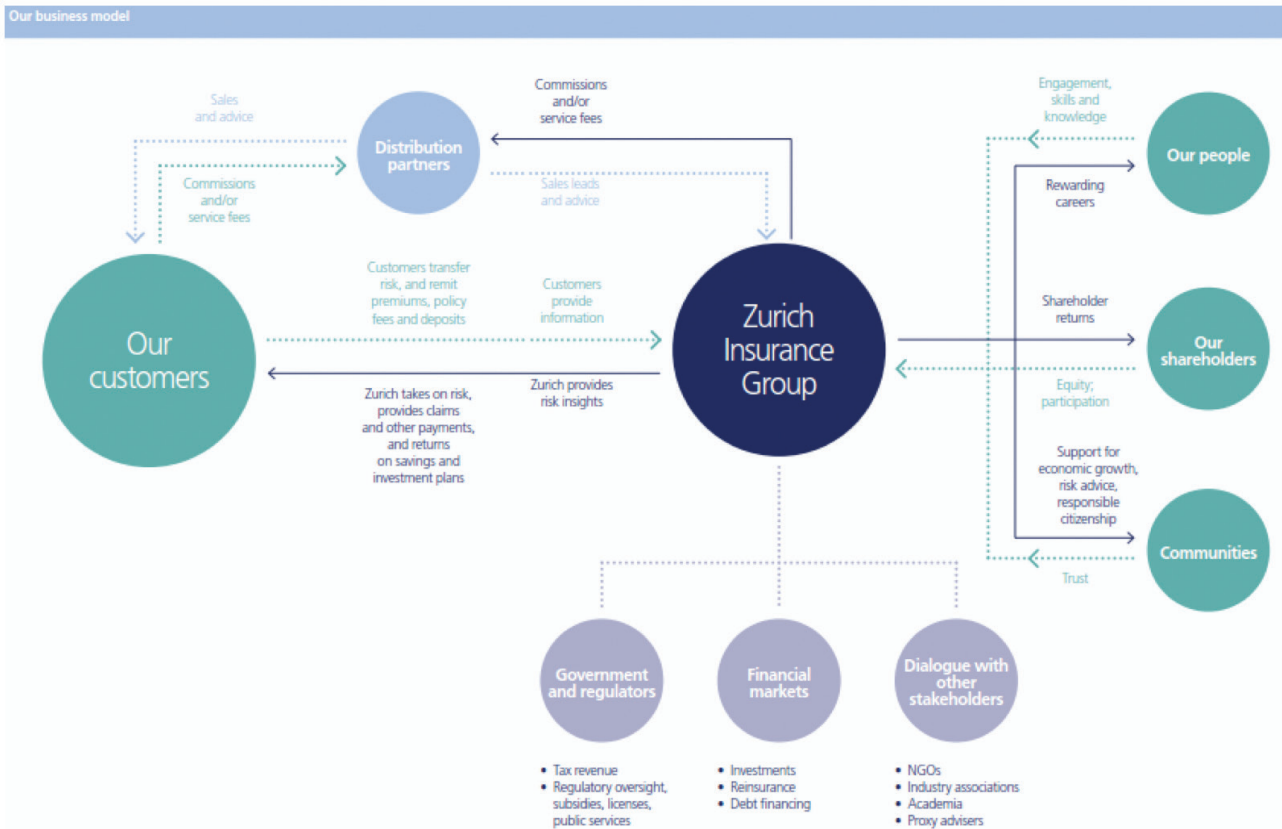 Our business model
Sales
and advice
Distribution
partners
Commissions
and/or
service fees
Commissions
and/or
service fees
Sales leads
and advice
Engagement,
skills and
knowledge
Our people
Rewarding
careers
Our
customers
Customers transfer
risk, and remit
premiums, policy
fees and deposits
Customers
provide
information
Zurich takes on risk,
provides claims
and other payments,
and returns
on savings and
investment plans
Zurich provides
risk insights
Zurich
Insurance
Group
Shareholder
returns
Our
shareholders
Equity;
participation
Support for
economic growth,
risk advice,
responsible
citizenship
Communities
Trust
Government
and regulators
• Tax revenue
• Regulatory oversight,
subsidies, licenses,
public services
Financial
markets
• Investments
• Reinsurance
• Debt financing
Dialogue with
other
stakeholders
• NGOs
• Industry associations
• Academia
• Proxy advisers